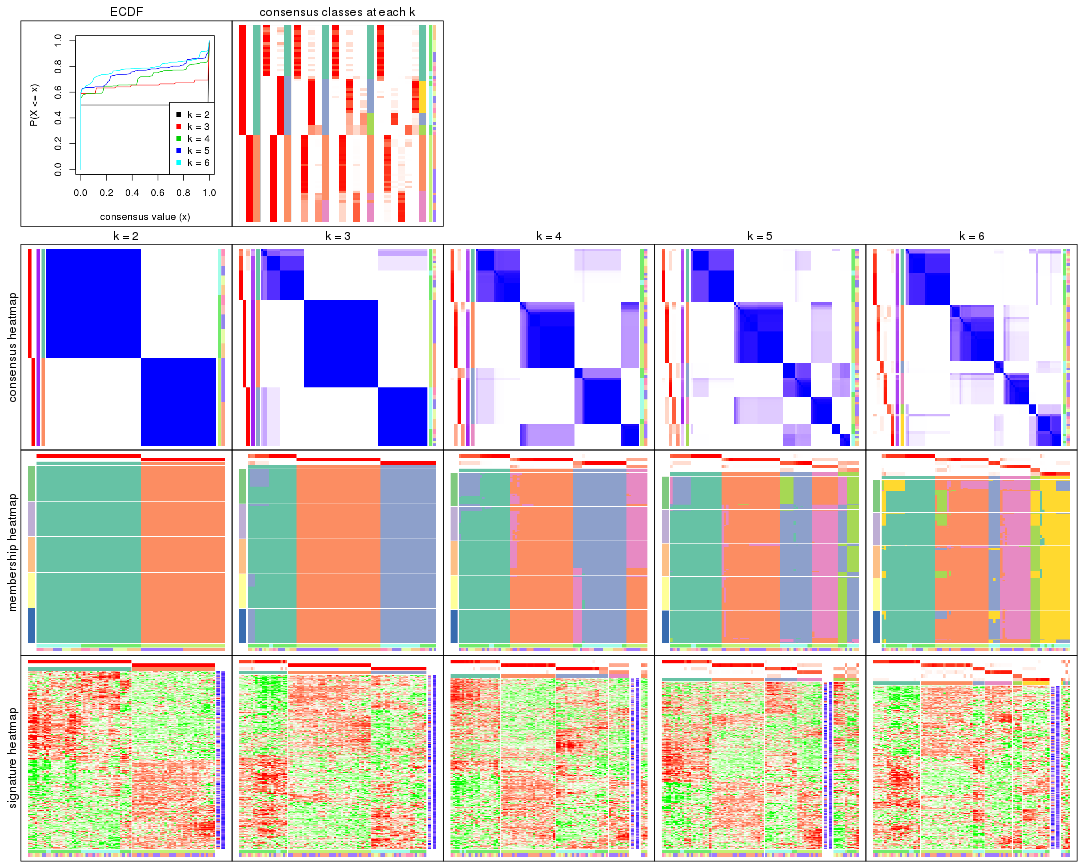 ECDF
consensus classes at each k
P(X <= x)
0.0
0.2
0.4
0.6
0.8
1.0
k = 2
k = 3
k = 4
k = 5
k = 6
0.0 0.2 0.4 0.6 0.8 1.0
consensus value (x)
k = 2
k = 3
k = 4
k = 5
k = 6
consensus heatmap
membership heatmap
signature heatmap